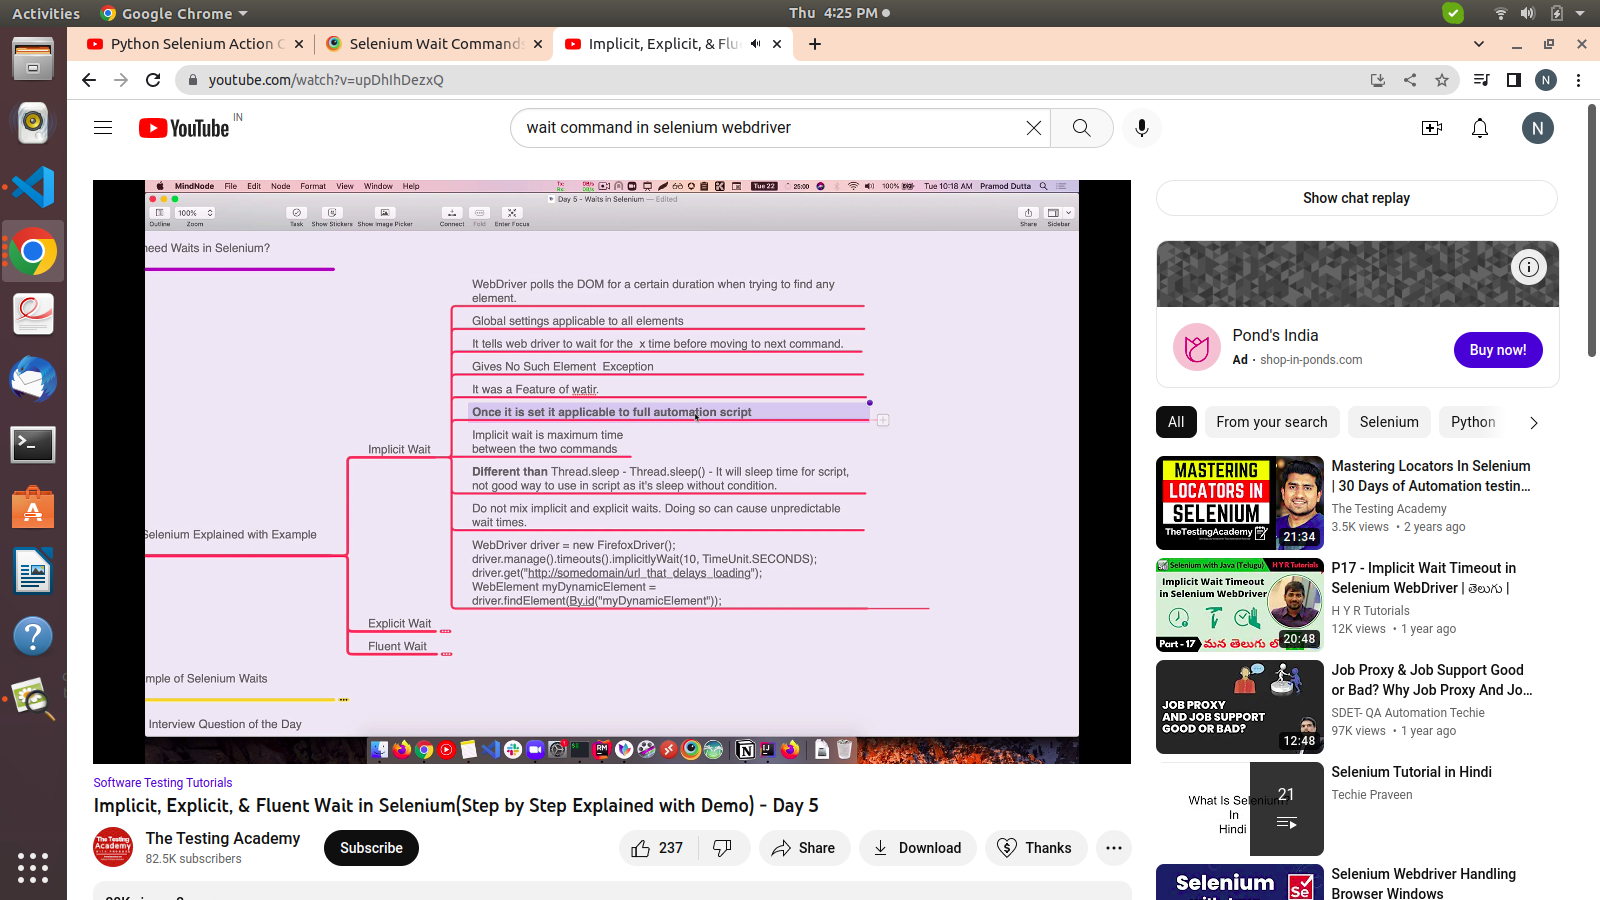 Activities
Google Chrome
Thu 4:25 PM
Python Selenium Action C
Selenium Wait Commands
Implicit, Explicit, & Flu
youtube.com/watch?v=upDhIhDezxQ
N
YouTube
IN
wait command in selenium webdriver
N
MindNode File Edit Node Format View Window Help
Tue 22
25:00
100%
Tue 10:18 AM Pramod Dutta
Day 5 - Waits in Selenium — Edited
100%
Outline
Zoom
Task
Show Stickers
Show Image Picker
Connect
Fold
Enter Focus
Share
Sidebar
need Waits in Selenium?
WebDriver polls the DOM for a certain duration when trying to find any
element.
Global settings applicable to all elements
It tells web driver to wait for the x time before moving to next command.
Gives No Such Element Exception
It was a Feature of watir.
Once it is set it applicable to full automation script
Implicit Wait
Implicit wait is maximum time
between the two commands
Different than Thread.sleep - Thread.sleep() - It will sleep time for script,
not good way to use in script as it's sleep without condition.
Do not mix implicit and explicit waits. Doing so can cause unpredictable
wait times.
Selenium Explained with Example
WebDriver driver = new FirefoxDriver();
driver.manage().timeouts().implicitlyWait(10, TimeUnit.SECONDS);
driver.get("http://somedomain/url_that_delays_loading");
WebElement myDynamicElement =
driver.findElement(By.id("myDynamicElement"));
Explicit Wait
Fluent Wait
mple of Selenium Waits
Interview Question of the Day
Software Testing Tutorials
Implicit, Explicit, & Fluent Wait in Selenium(Step by Step Explained with Demo) - Day 5
The Testing Academy
82.5K subscribers
Subscribe
237
Share
Download
Thanks
Show chat replay
Pond's India
Ad · shop-in-ponds.com
Buy now!
All
From your search
Selenium
Python
MASTERING
LOCATORS IN
SELENIUM
TheTestingAcademy
21:34
Mastering Locators In Selenium
| 30 Days of Automation testin...
The Testing Academy
3.5K views • 2 years ago
Selenium with Java (Telugu)
H Y R Tutorials
Implicit Wait Timeout
in Selenium WebDriver
Part - 17
మన తెలుగు లో
20:48
P17 - Implicit Wait Timeout in
Selenium WebDriver | తెలుగు |
H Y R Tutorials
12K views • 1 year ago
JOB PROXY
AND JOB SUPPORT
GOOD OR BAD?
12:48
Job Proxy & Job Support Good
or Bad? Why Job Proxy And Jo...
SDET- QA Automation Techie
97K views • 1 year ago
What Is Selenium?
In
Hindi
21
Selenium Tutorial in Hindi
Techie Praveen
Selenium
Se
Selenium Webdriver Handling
Browser Windows